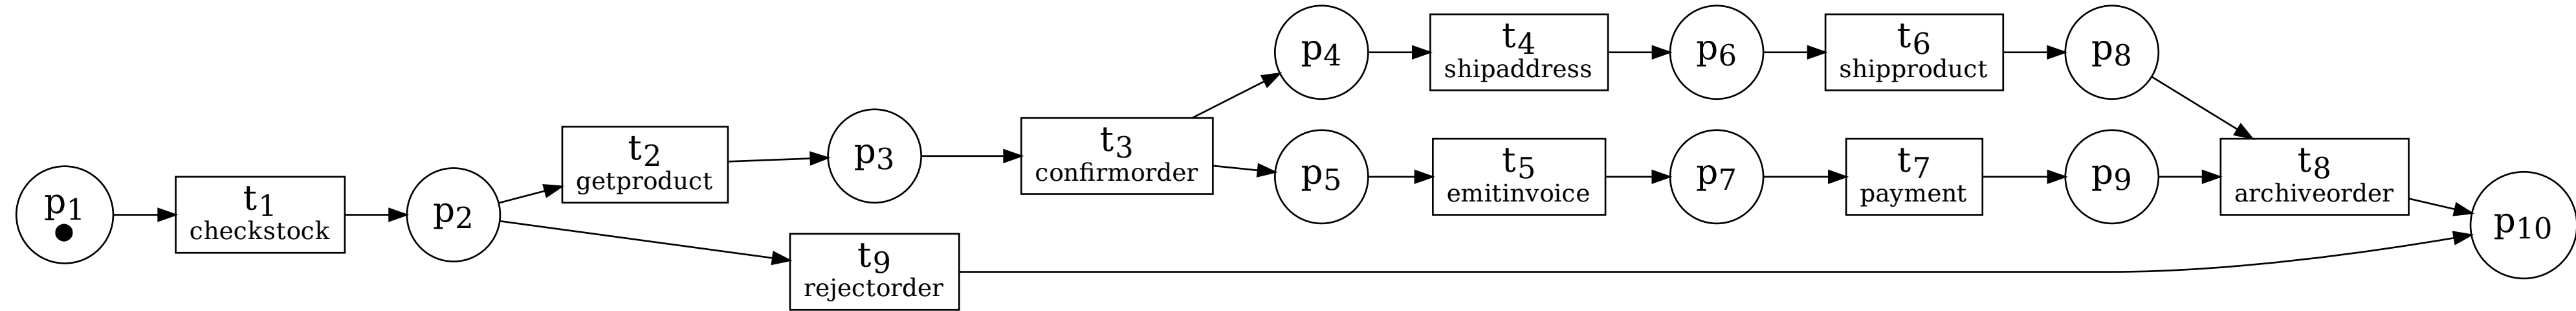 p4
t4
shipaddress
p6
t6
shipproduct
p8
p1
t1
checkstock
p2
t2
getproduct
p3
t3
confirmorder
p5
t5
emitinvoice
p7
t7
payment
p9
t8
archiveorder
p10
t9
rejectorder